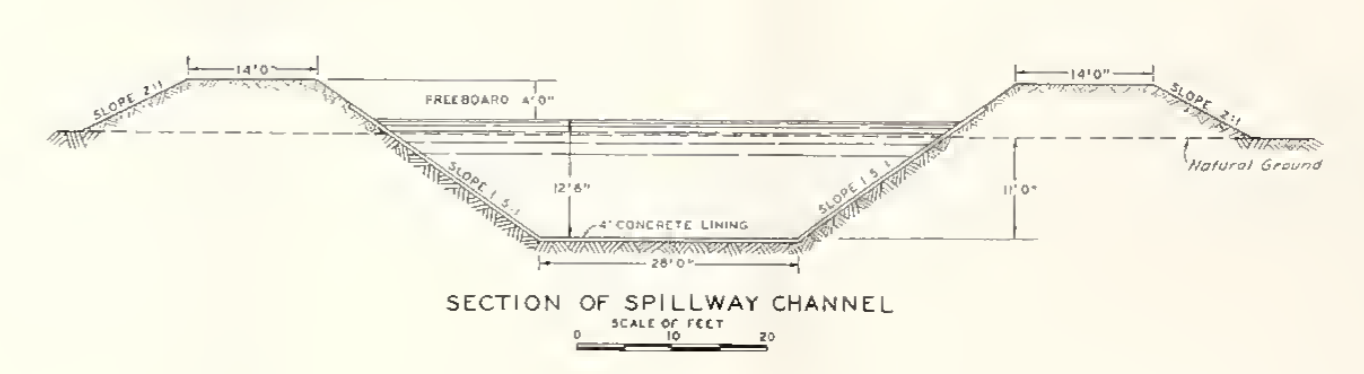 14'0"
14'0"
SLOPE 2:1
SLOPE 2:1
FREEBOARD 4'0"
Natural Ground
SLOPE 1.5:1
12'6"
SLOPE 1.5:1
11'0"
4" CONCRETE LINING
28'0"
SECTION OF SPILLWAY CHANNEL
SCALE OF FEET
0 10 20